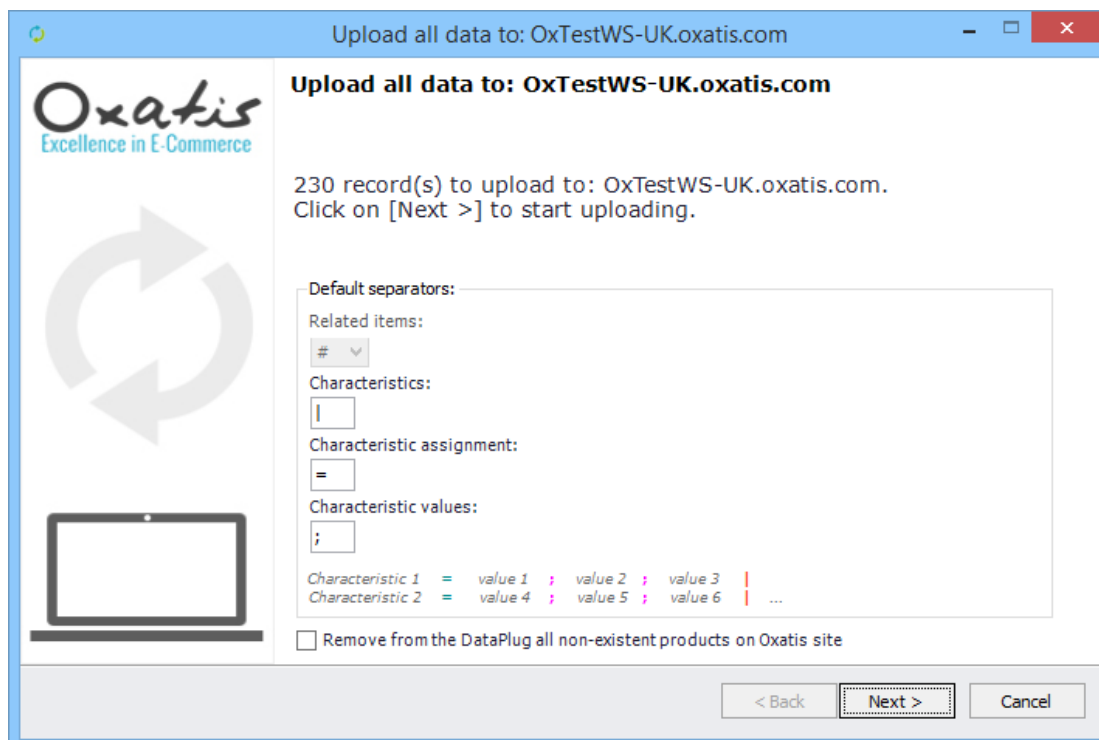 Upload all data to: OxTestWS-UK.oxatis.com
Oxatis
Excellence in E-Commerce
Upload all data to: OxTestWS-UK.oxatis.com
230 record(s) to upload to: OxTestWS-UK.oxatis.com.
Click on [Next >] to start uploading.
Default separators:
Related items:
#
Characteristics:
|
Characteristic assignment:
=
Characteristic values:
;
Characteristic 1 = value 1 ; value 2 ; value 3 |
Characteristic 2 = value 4 ; value 5 ; value 6 | ...
Remove from the DataPlug all non-existent products on Oxatis site
< Back Next > Cancel